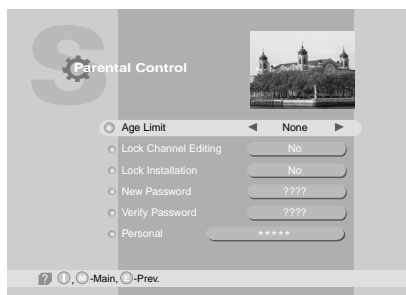 S
Parental Control
Age Limit ◀ None ▶
Lock Channel Editing No
Lock Installation No
New Password ????
Verify Password ????
Personal *****
? Ⓘ, Ⓜ-Main, Ⓔ-Prev.